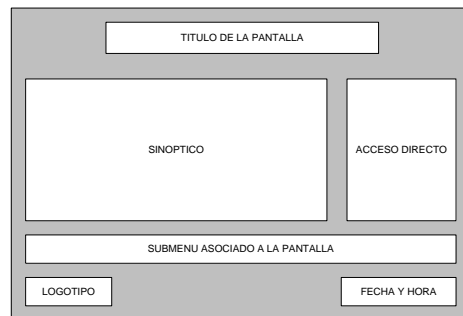 TITULO DE LA PANTALLA
SINOPTICO
ACCESO DIRECTO
SUBMENU ASOCIADO A LA PANTALLA
LOGOTIPO
FECHA Y HORA